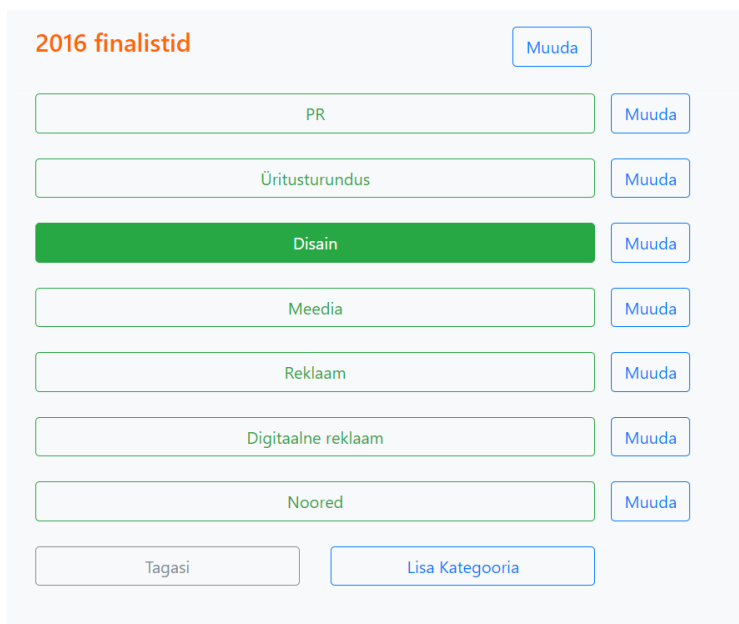 2016 finalistid Muuda
PR Muuda
Üritusturundus Muuda
Disain Muuda
Meedia Muuda
Reklaam Muuda
Digitaalne reklaam Muuda
Noored Muuda
Tagasi Lisa Kategooria